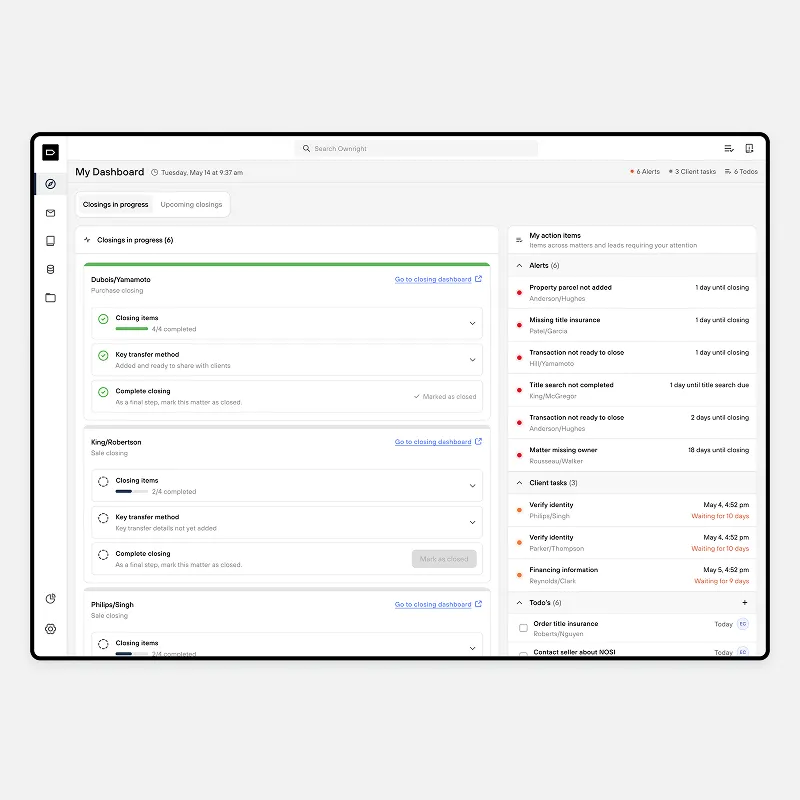 Search Ownright
My Dashboard
Tuesday, May 14 at 9:37 am
6 Alerts
3 Client tasks
6 Todos
Closings in progress
Upcoming closings
Closings in progress (6)
Dubois/Yamamoto
Go to closing dashboard
Purchase closing
Closing items
4/4 completed
Key transfer method
Added and ready to share with clients
Complete closing
As a final step, mark this matter as closed.
Marked as closed
King/Robertson
Go to closing dashboard
Sale closing
Closing items
2/4 completed
Key transfer method
Key transfer details not yet added
Complete closing
As a final step, mark this matter as closed.
Mark as closed
Philips/Singh
Go to closing dashboard
Sale closing
Closing items
2/4 completed
My action items
Items across matters and leads requiring your attention
Alerts (6)
Property parcel not added
1 day until closing
Anderson/Hughes
Missing title insurance
1 day until closing
Patel/Garcia
Transaction not ready to close
1 day until closing
Hill/Yamamoto
Title search not completed
1 day until title search due
King/McGregor
Transaction not ready to close
2 days until closing
Anderson/Hughes
Matter missing owner
18 days until closing
Rousseau/Walker
Client tasks (3)
Verify identity
May 4, 4:52 pm
Philips/Singh
Waiting for 10 days
Verify identity
May 4, 4:52 pm
Parker/Thompson
Waiting for 10 days
Financing information
May 5, 4:52 pm
Reynolds/Clark
Waiting for 9 days
Todo's (6)
Order title insurance
Today
EG
Roberts/Nguyen
Contact seller about NOSI
Today
EG